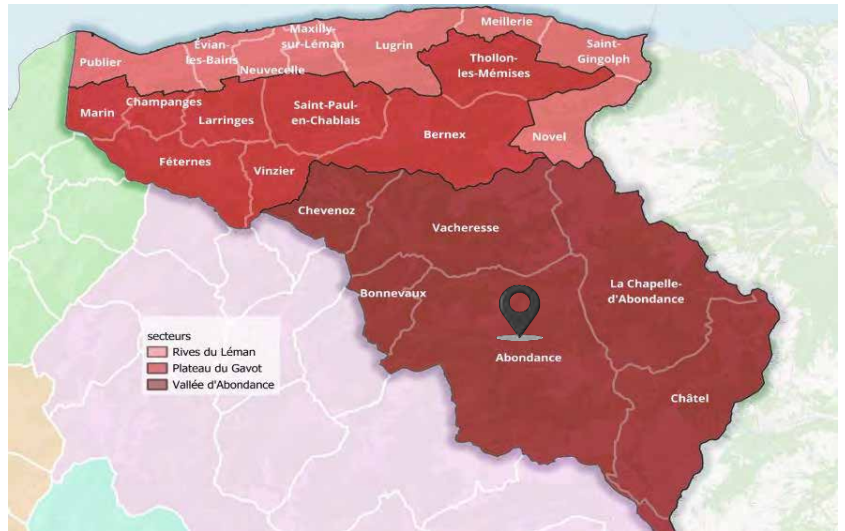 Publier
Évian-
les-Bains
Neuvecelle
Maxilly-
sur-Léman
Lugrin
Meillerie
Saint-
Gingolph
Thollon-
les-Mémises
Marin
Champanges
Larringes
Saint-Paul-
en-Chablais
Bernex
Novel
Féternes
Vinzier
Chevenoz
Vacheresse
Bonnevaux
La Chapelle-
d'Abondance
Abondance
Châtel
secteurs
Rives du Léman
Plateau du Gavot
Vallée d'Abondance